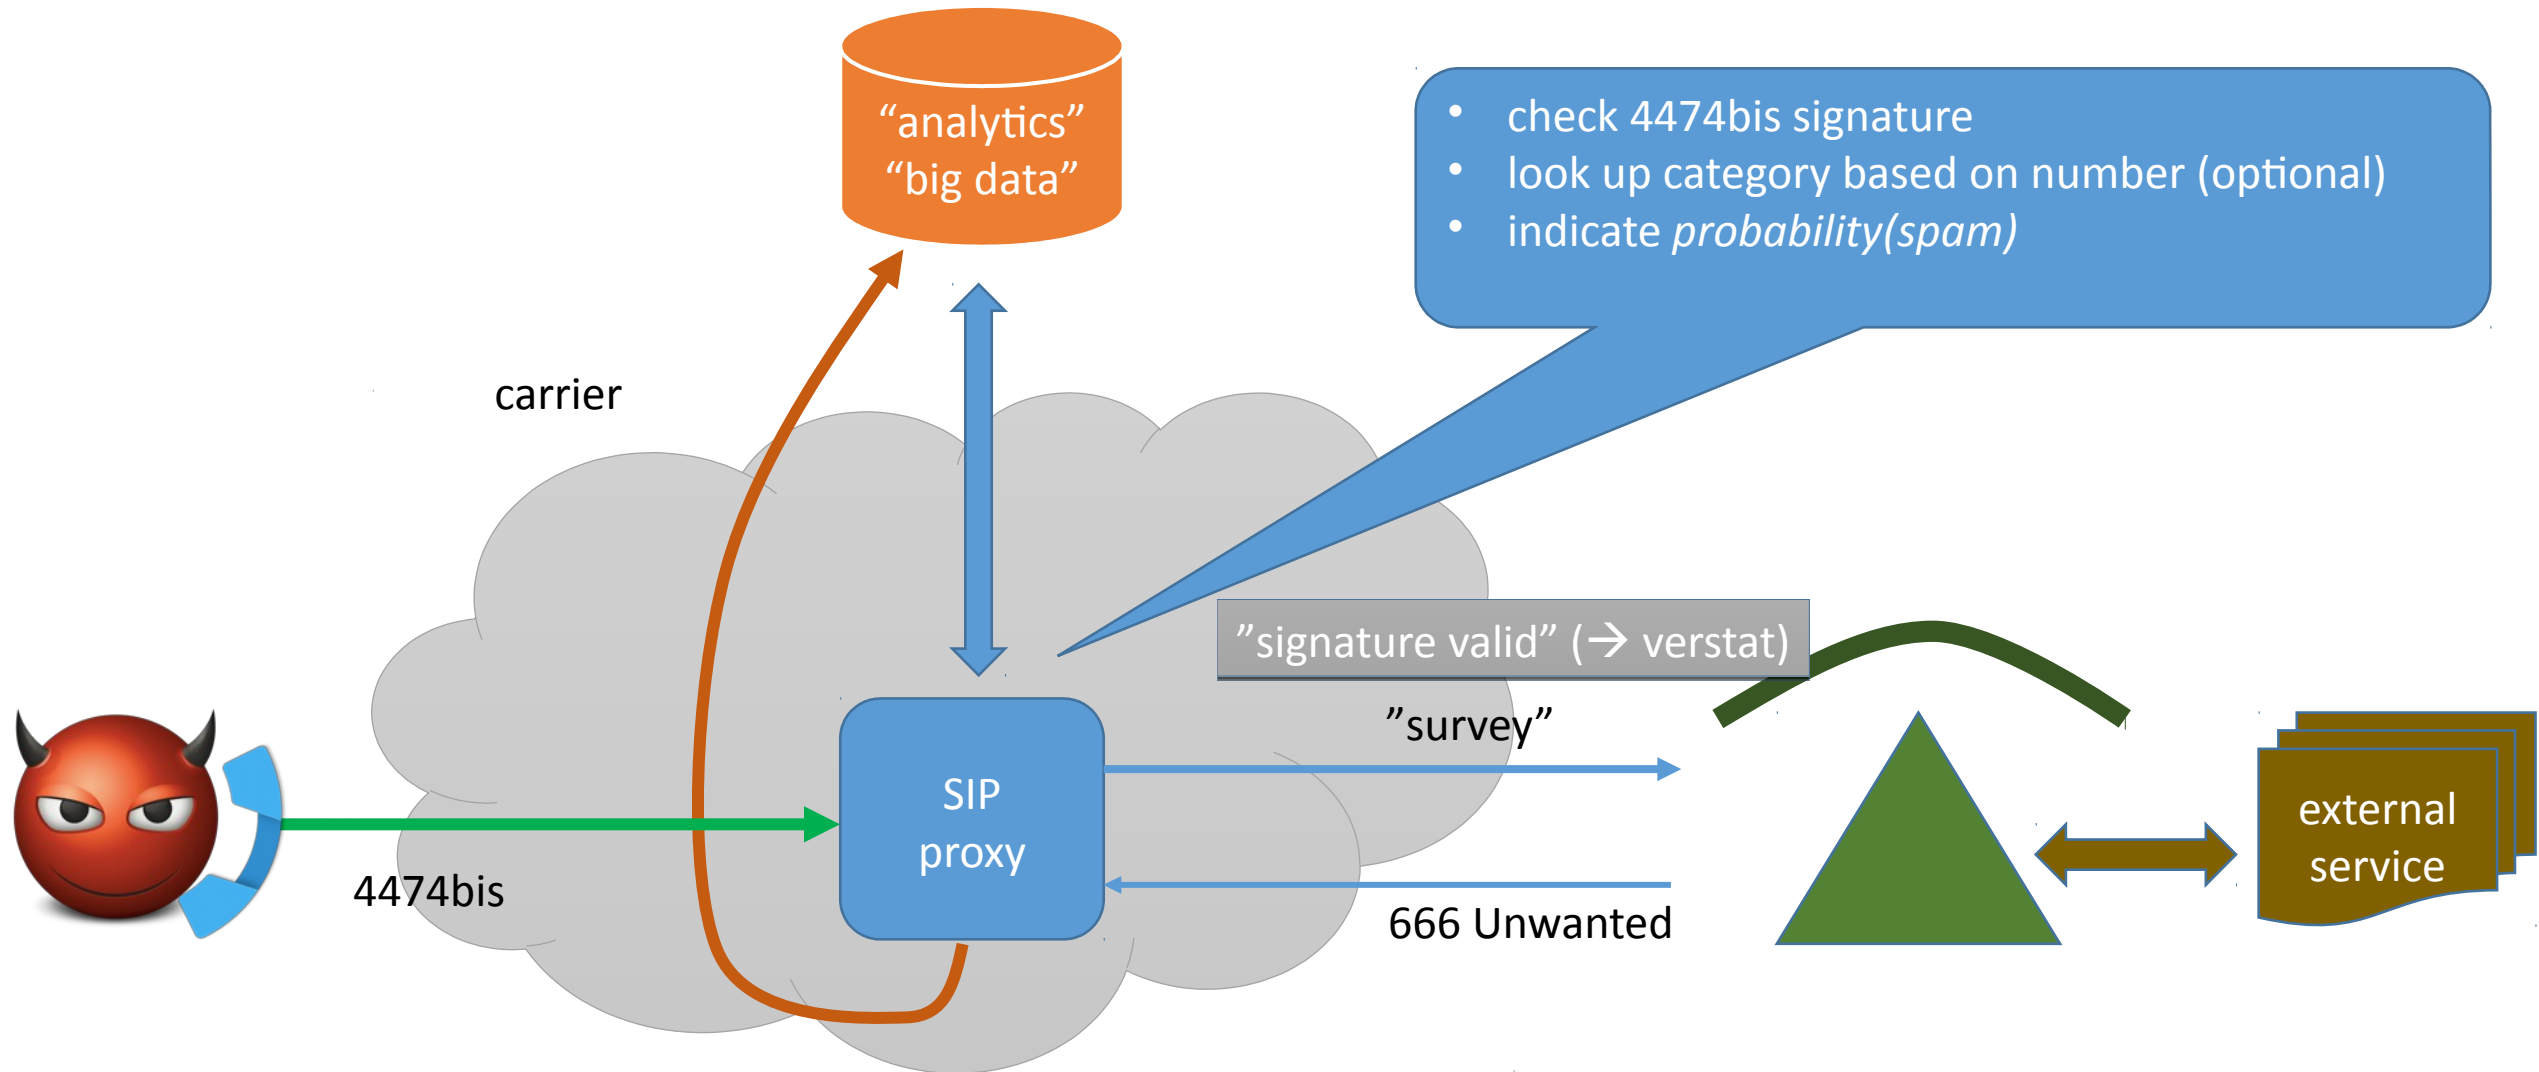 “analytics”
“big data”
• check 4474bis signature
• look up category based on number (optional)
• indicate probability(spam)
carrier
”signature valid” (→ verstat)
”survey”
SIP
proxy
4474bis
666 Unwanted
external
service